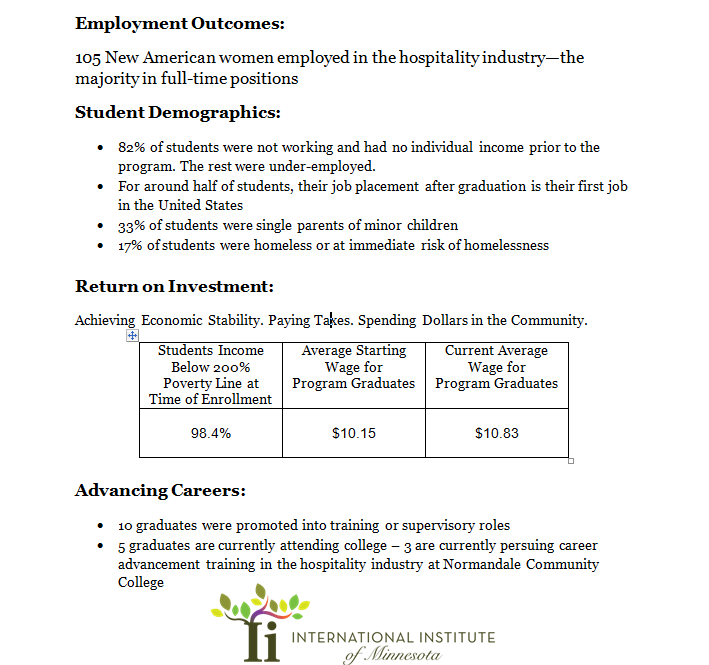 Employment Outcomes:
105 New American women employed in the hospitality industry—the
majority in full-time positions
Student Demographics:
• 82% of students were not working and had no individual income prior to the
program. The rest were under-employed.
• For around half of students, their job placement after graduation is their first job
in the United States
• 33% of students were single parents of minor children
• 17% of students were homeless or at immediate risk of homelessness
Return on Investment:
Achieving Economic Stability. Paying Taxes. Spending Dollars in the Community.
Students Income
Below 200%
Poverty Line at
Time of Enrollment
Average Starting
Wage for
Program Graduates
Current Average
Wage for
Program Graduates
98.4%
$10.15
$10.83
Advancing Careers:
• 10 graduates were promoted into training or supervisory roles
• 5 graduates are currently attending college – 3 are currently persuing career
advancement training in the hospitality industry at Normandale Community
College
Ii
INTERNATIONAL INSTITUTE
of Minnesota